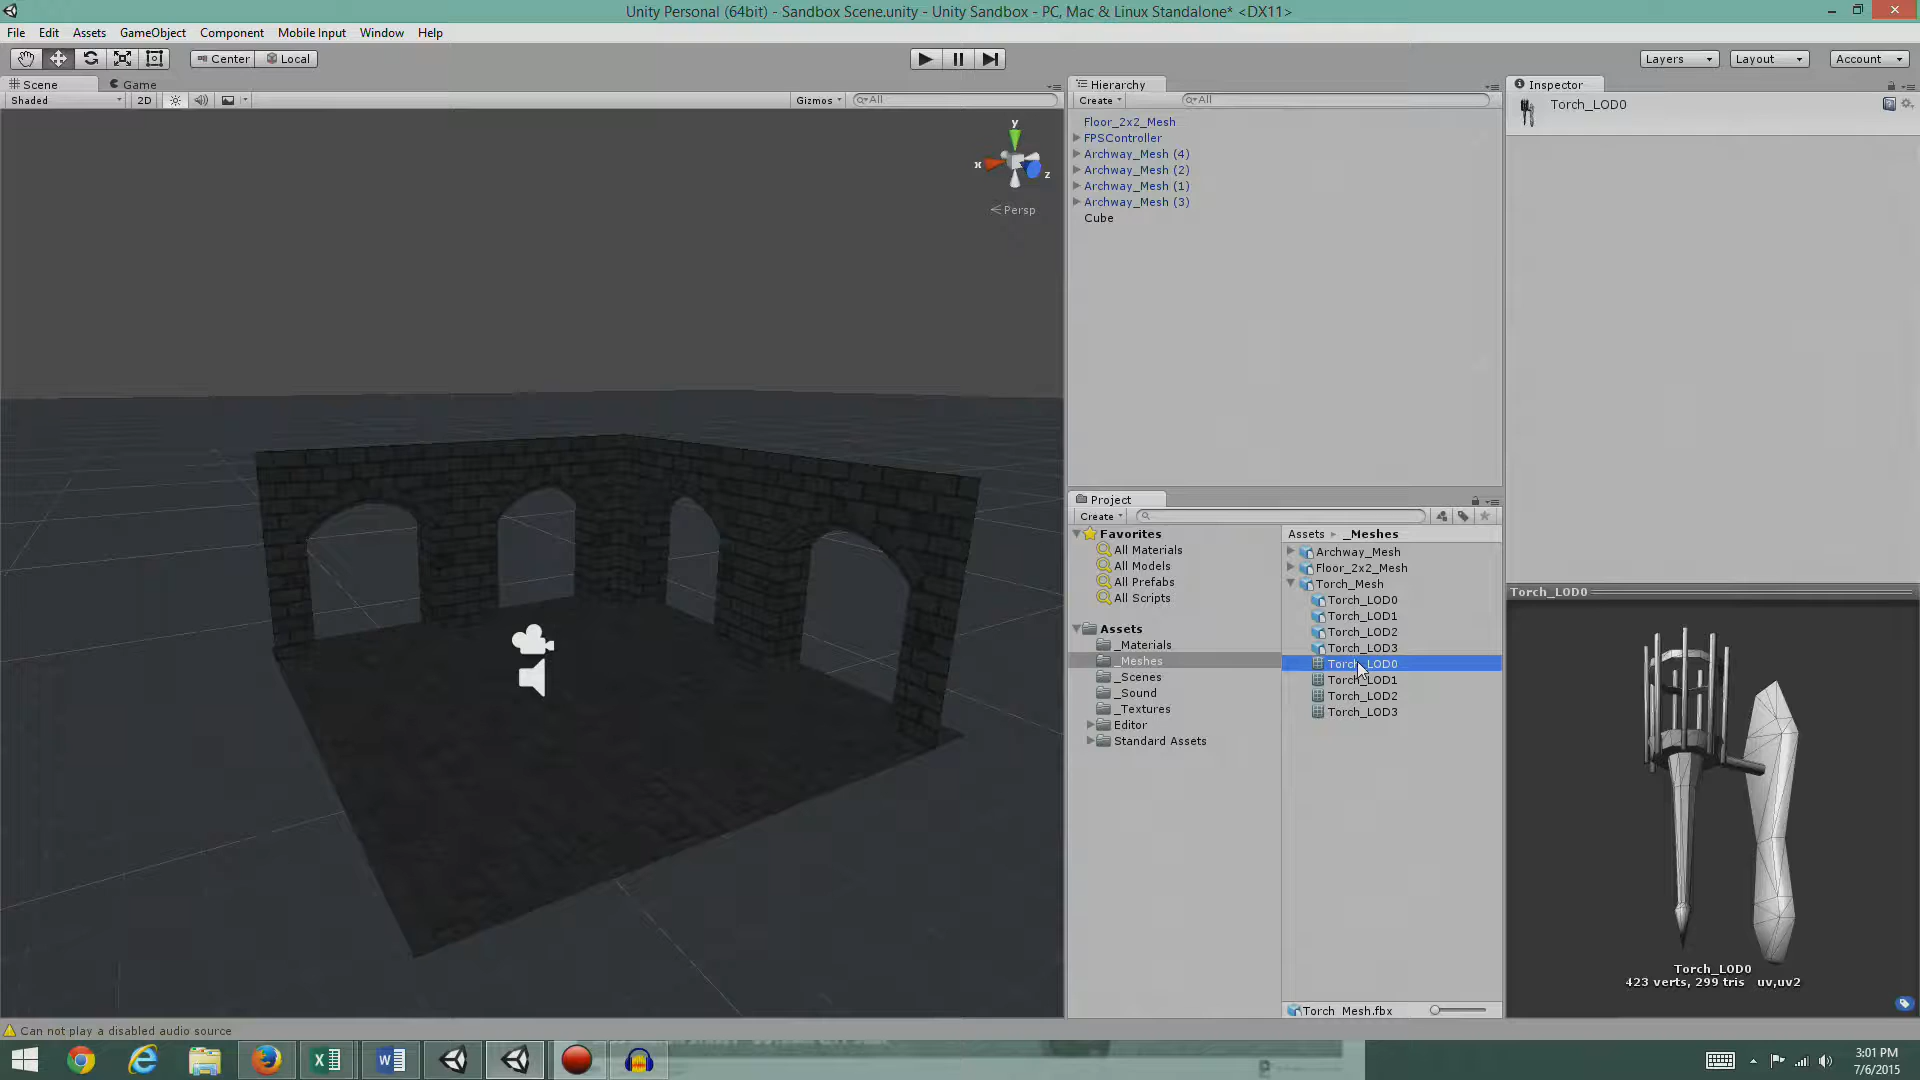 Unity Personal (64bit) - Sandbox Scene.unity - Unity Sandbox - PC, Mac & Linux Standalone* <DX11>
File Edit Assets GameObject Component Mobile Input Window Help
Center Local Layers Layout Account
Scene Game
Shaded 2D Gizmos All
y
x
z
Persp
Hierarchy
Create All
Floor_2x2_Mesh
FPSController
Archway_Mesh (4)
Archway_Mesh (2)
Archway_Mesh (1)
Archway_Mesh (3)
Cube
Project
Create
Favorites
All Materials
All Models
All Prefabs
All Scripts
Assets
_Materials
_Meshes
_Scenes
_Sound
_Textures
Editor
Standard Assets
Assets _Meshes
Archway_Mesh
Floor_2x2_Mesh
Torch_Mesh
Torch_LOD0
Torch_LOD1
Torch_LOD2
Torch_LOD3
Torch_LOD0
Torch_LOD1
Torch_LOD2
Torch_LOD3
Torch_Mesh.fbx
Inspector
Torch_LOD0
Torch_LOD0
Torch_LOD0
423 verts, 299 tris uv,uv2
Can not play a disabled audio source
3:01 PM
7/6/2015